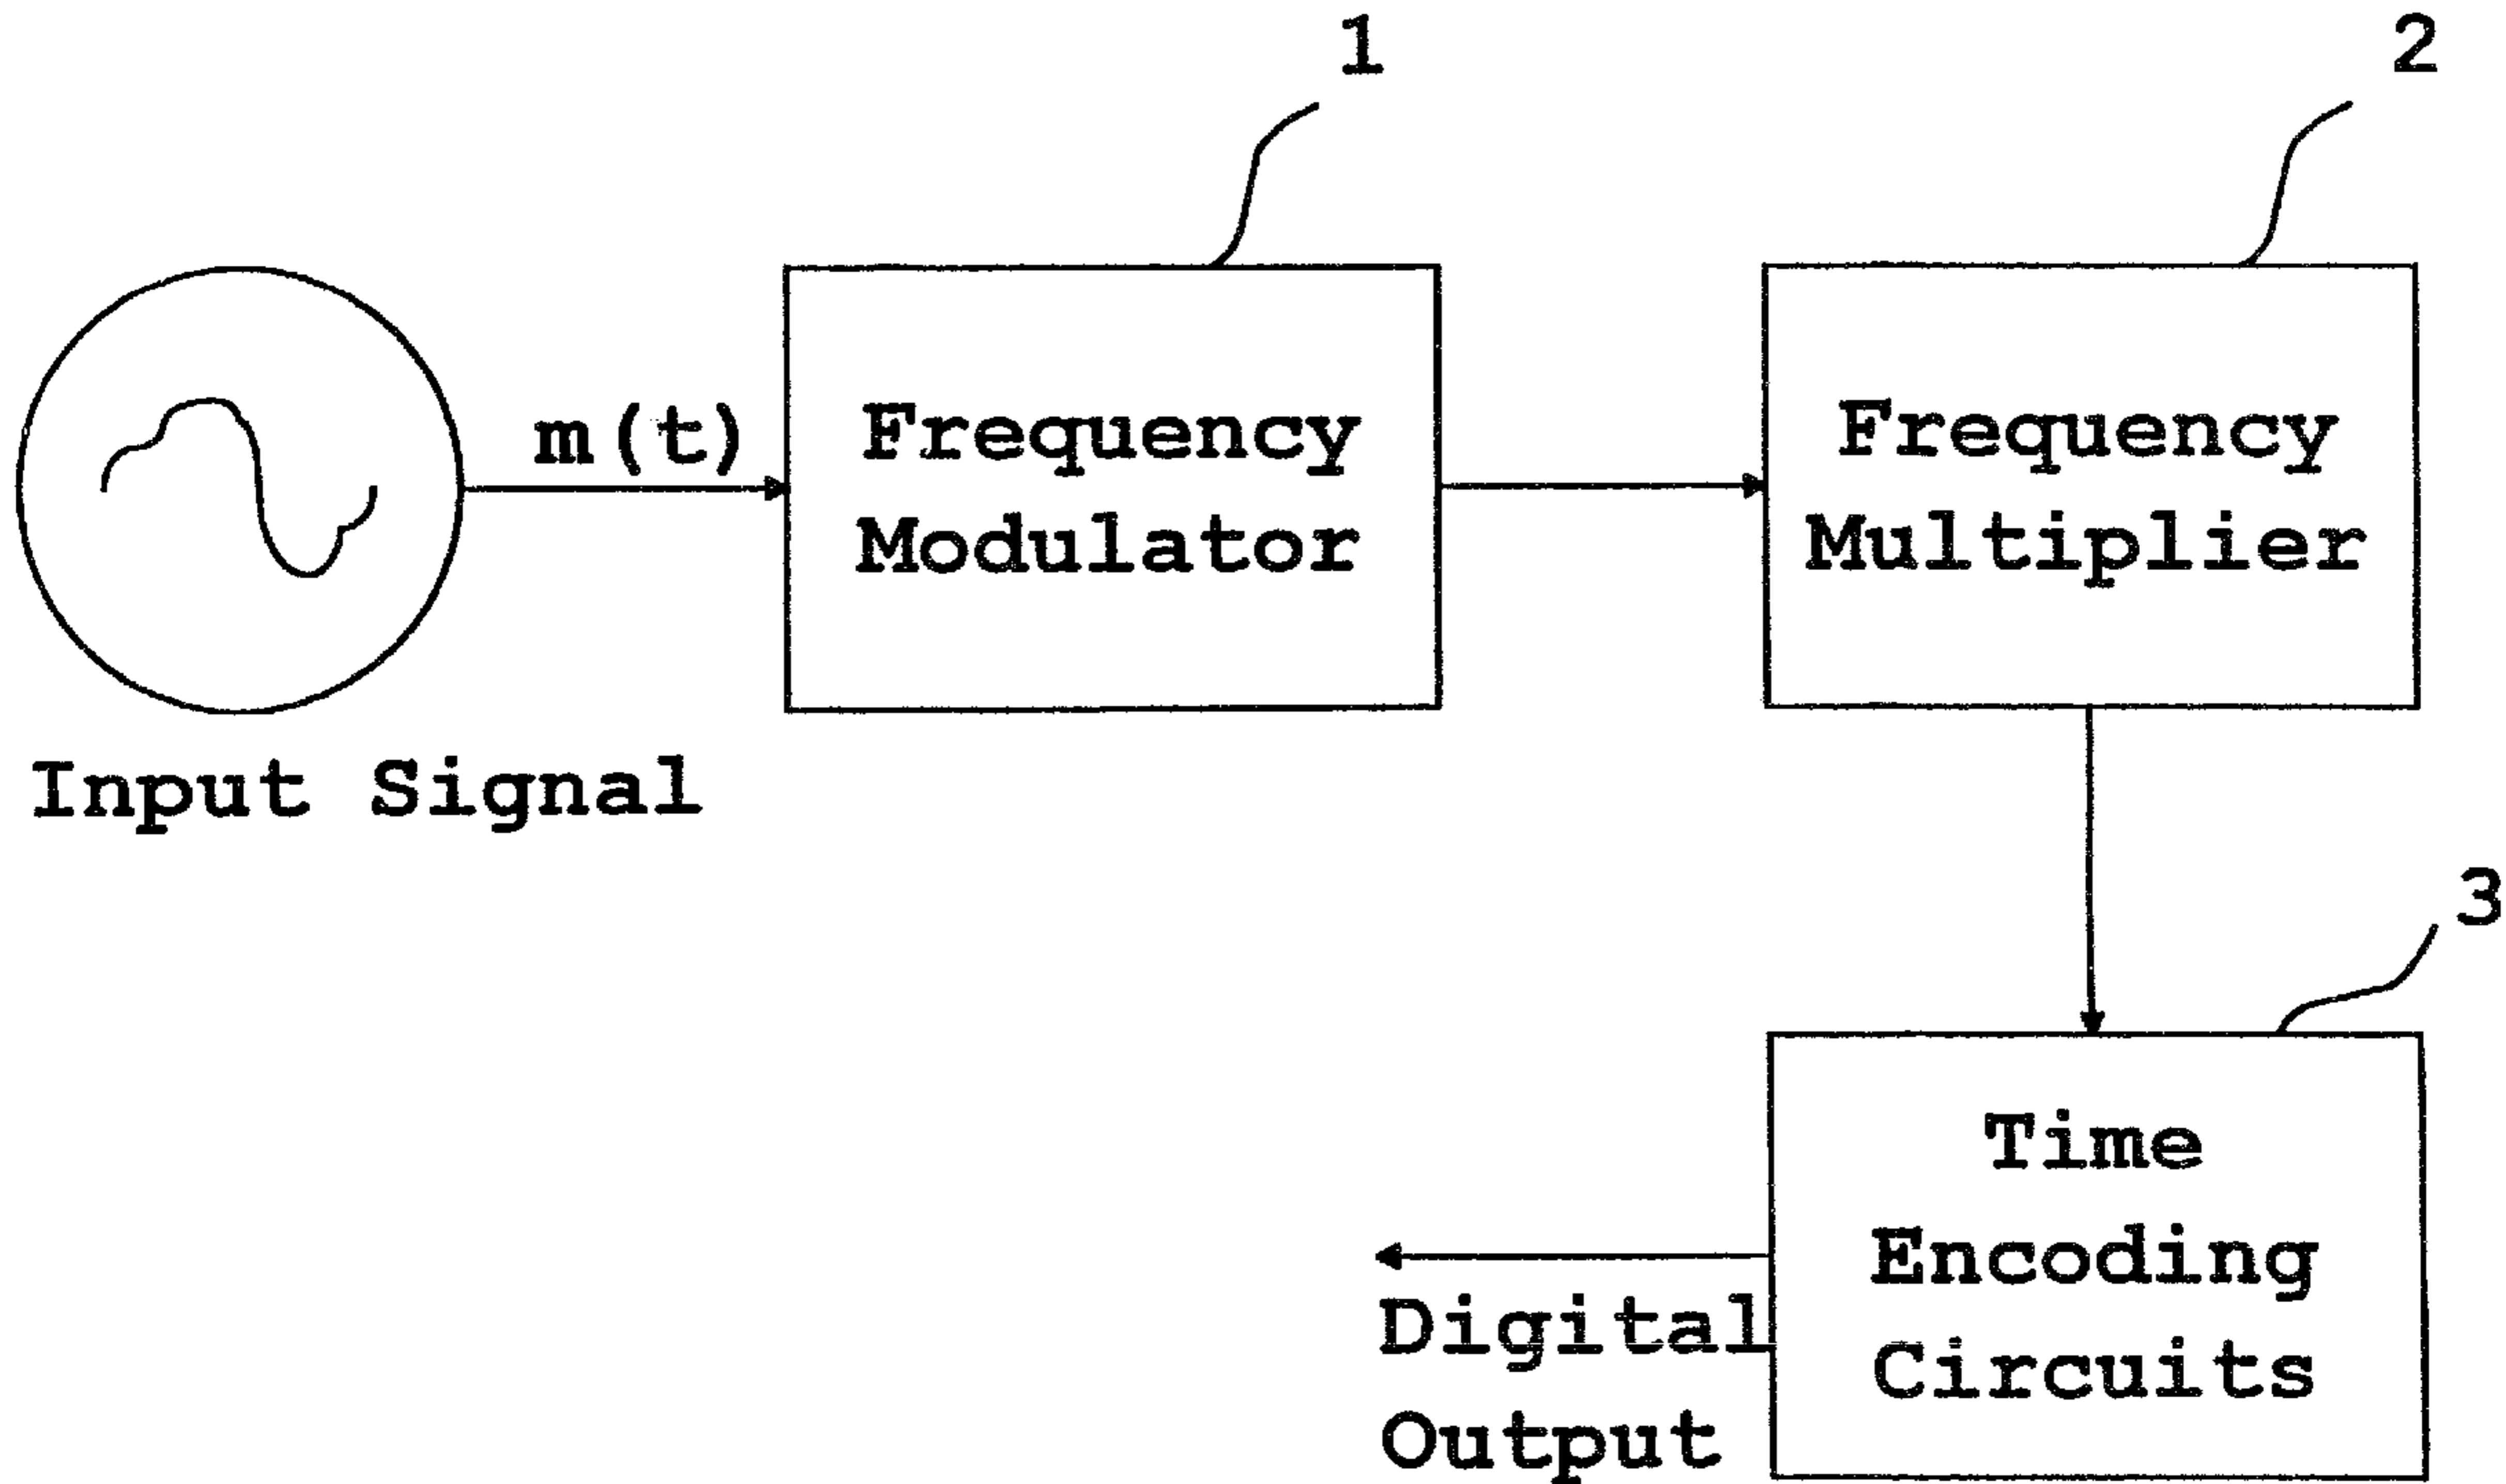 1
2
m(t)
Frequency
Modulator
Frequency
Multiplier
Input Signal
3
Time
Encoding
Circuits
Digital
Output